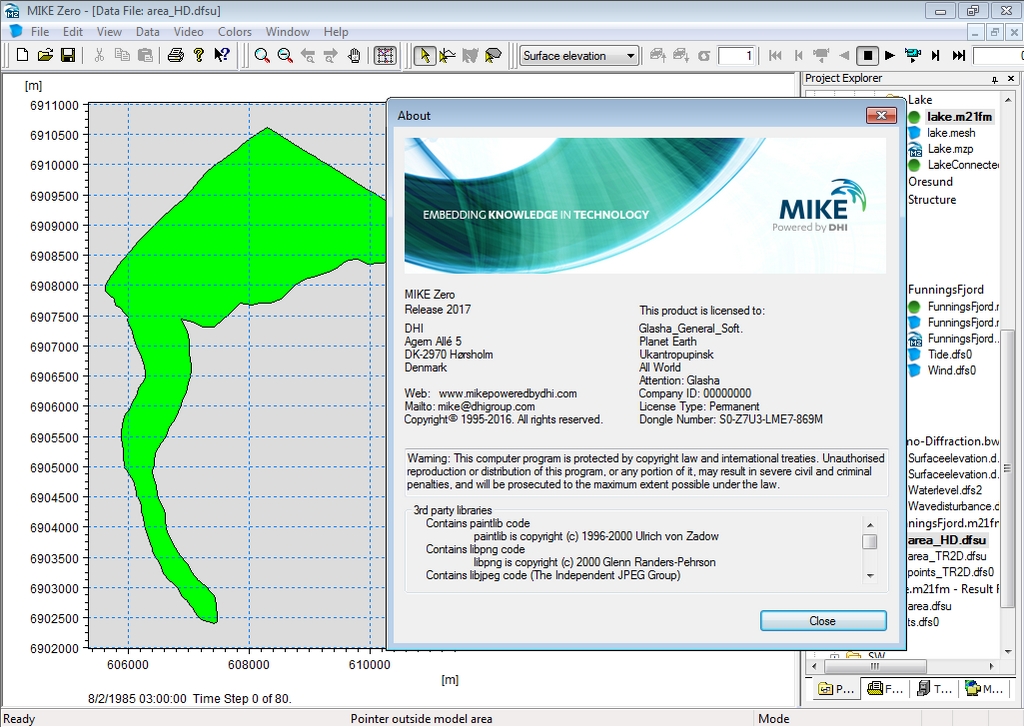 MIKE Zero - [Data File: area_HD.dfsu]
File Edit View Data Video Colors Window Help
Surface elevation
1
[m]
6911000
6910500
6910000
6909500
6909000
6908500
6908000
6907500
6907000
6906500
6906000
6905500
6905000
6904500
6904000
6903500
6903000
6902500
6902000
606000 608000 610000
[m]
8/2/1985 03:00:00 Time Step 0 of 80.
About
EMBEDDING KNOWLEDGE IN TECHNOLOGY
MIKE
Powered by DHI
MIKE Zero
Release 2017
DHI
Agern Allé 5
DK-2970 Hørsholm
Denmark
Web: www.mikepoweredbydhi.com
Mailto: mike@dhigroup.com
Copyright© 1995-2016. All rights reserved.
This product is licensed to:
Glasha_General_Soft.
Planet Earth
Ukantropupinsk
All World
Attention: Glasha
Company ID: 00000000
License Type: Permanent
Dongle Number: S0-Z7U3-LME7-869M
Warning: This computer program is protected by copyright law and international treaties. Unauthorised
reproduction or distribution of this program, or any portion of it, may result in severe civil and criminal
penalties, and will be prosecuted to the maximum extent possible under the law.
3rd party libraries
Contains paintlib code
paintlib is copyright (c) 1996-2000 Ulrich von Zadow
Contains libpng code
libpng is copyright (c) 2000 Glenn Randers-Pehrson
Contains libjpeg code (The Independent JPEG Group)
Close
Project Explorer
Lake
lake.m21fm
lake.mesh
Lake.mzp
LakeConnecte
Oresund
Structure
FunningsFjord
FunningsFjord.r
FunningsFjord.r
FunningsFjord..
Tide.dfs0
Wind.dfs0
no-Diffraction.bw
Surfaceelevation.d.
Surfaceelevation.d.
Waterlevel.dfs2
Wavedisturbance.d
nningsFjord.m21fr
area_HD.dfsu
area_TR2D.dfsu
points_TR2D.dfs0
e.m21fm - Result F
area.dfsu
ts.dfs0
SW
P... F... T... M...
Ready Pointer outside model area Mode